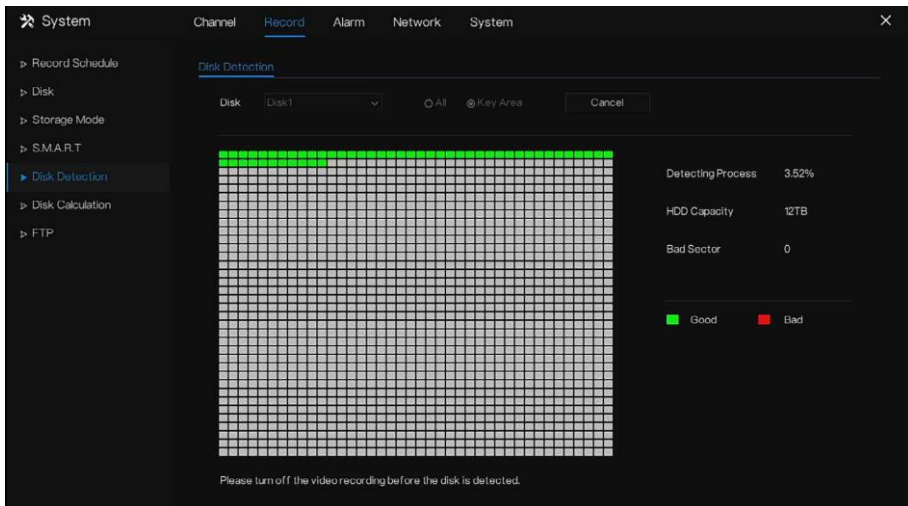 System
Channel Record Alarm Network System
Record Schedule
Disk
Storage Mode
S.M.A.R.T
Disk Detection
Disk Calculation
FTP
Disk Detection
Disk Disk1 All Key Area Cancel
Detecting Process 3.52%
HDD Capacity 12TB
Bad Sector 0
Good Bad
Please turn off the video recording before the disk is detected.